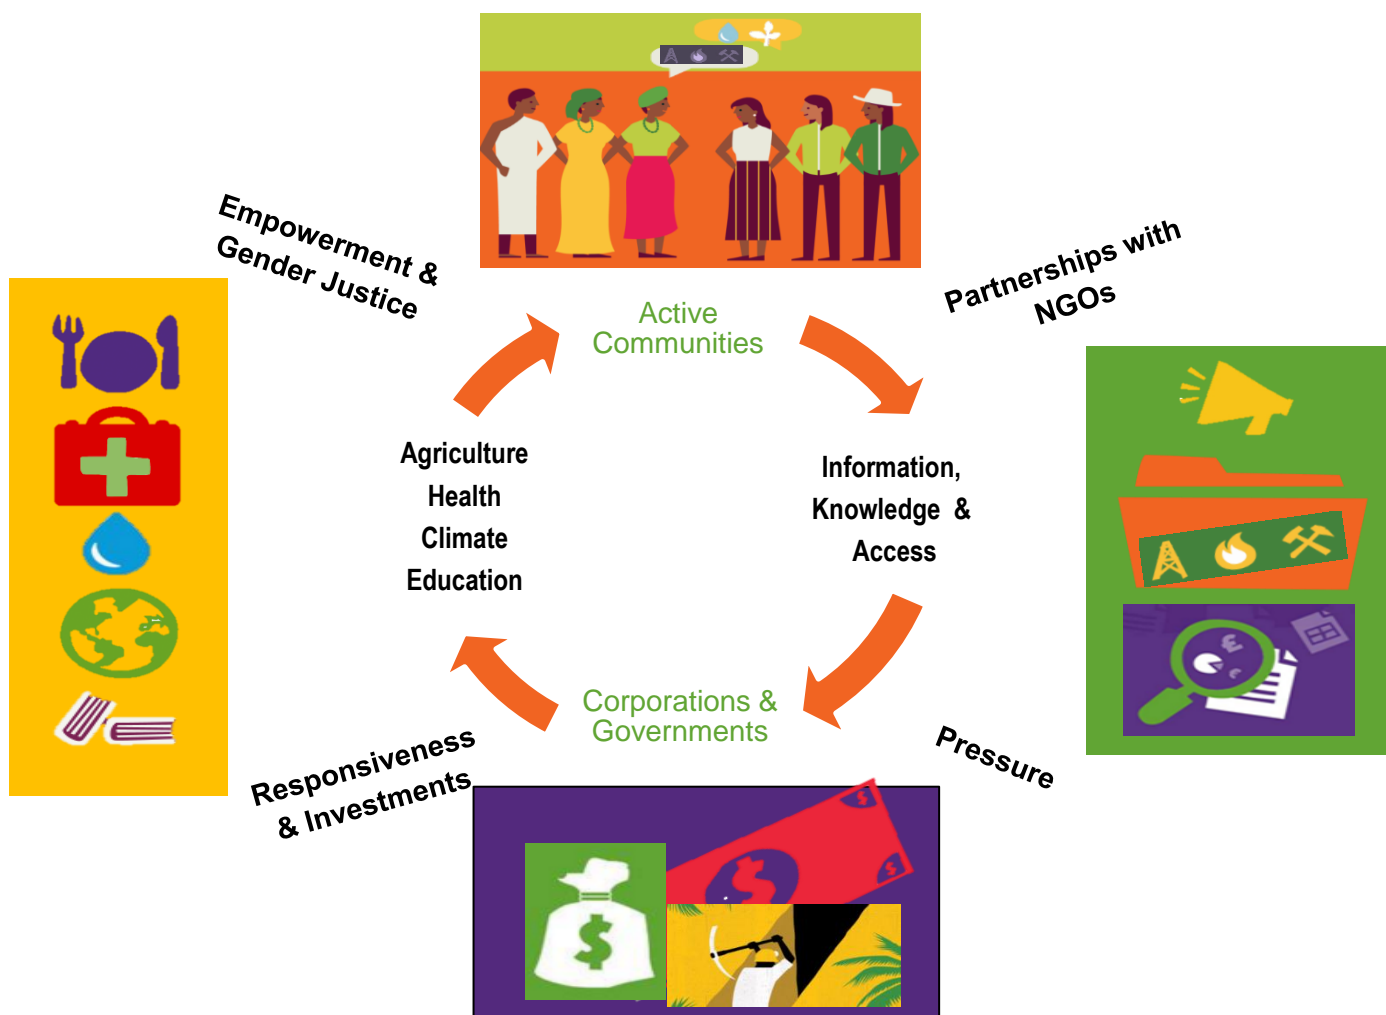 Empowerment &
Gender Justice
Partnerships with
NGOs
Active
Communities
Agriculture
Health
Climate
Education
Information,
Knowledge &
Access
Corporations &
Governments
Responsiveness
& Investments
Pressure
£
$
$
$
$